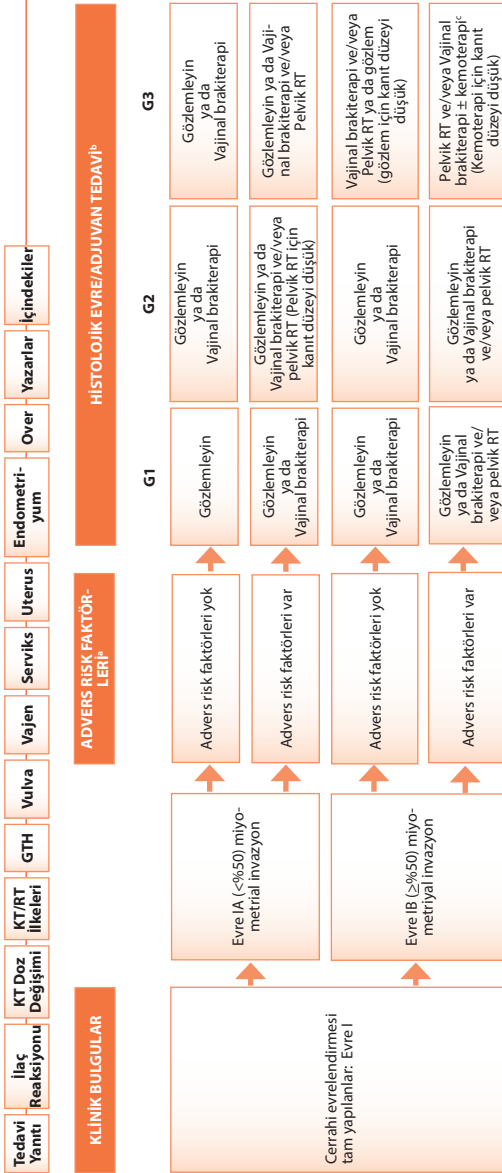 Tedavi
Yanıtı
İlaç
Reaksiyonu
KT Doz
Değişimi
KT/RT
İlkeleri
GTH
Vulva
Vajen
Serviks
Uterus
Endometri-
yum
Over
Yazarlar
İçindekiler
KLİNİK BULGULAR
ADVERS RiSK FAKTÖR-
LERİᵃ
HİSTOLOJİK EVRE/ADJUVAN TEDAVİᵇ
G1
G2
G3
Cerrahi evrelendirmesi
tam yapılanlar: Evre I
Evre IA (<%50) miyo-
metrial invazyon
Advers risk faktörleri yok
Gözlemleyin
Gözlemleyin
ya da
Vajinal brakiterapi
Gözlemleyin
ya da
Vajinal brakiterapi
Advers risk faktörleri var
Gözlemleyin
ya da
Vajinal brakiterapi
Gözlemleyin ya da
Vajinal brakiterapi ve/veya
pelvik RT (Pelvik RT için
kanıt düzeyi düşük)
Gözlemleyin ya da Vaji-
nal brakiterapi ve/veya
Pelvik RT
Evre IB (≥%50) miyo-
metriyal invazyon
Advers risk faktörleri yok
Gözlemleyin
ya da
Vajinal brakiterapi
Gözlemleyin
ya da
Vajinal brakiterapi
Vajinal brakiterapi ve/veya
Pelvik RT ya da gözlem
(gözlem için kanıt düzeyi
düşük)
Advers risk faktörleri var
Gözlemleyin
ya da Vajinal
brakiterapi ve/
veya pelvik RT
Gözlemleyin
ya da Vajinal brakiterapi
ve/veya pelvik RT
Pelvik RT ve/veya Vajinal
brakiterapi ± kemoterapiᶜ
(Kemoterapi için kanıt
düzeyi düşük)